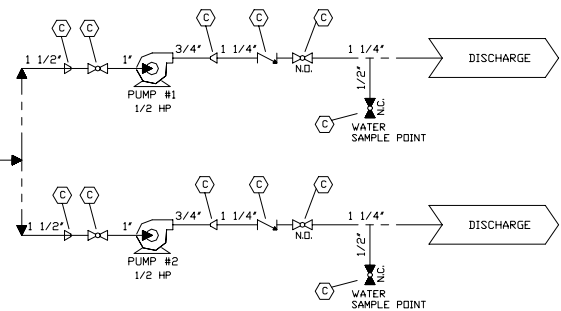 C C C C C
1 1/2" 1" 3/4" 1 1/4" 1 1/4" DISCHARGE
N.O.
1/2"
N.C.
PUMP #1
1/2 HP
C
WATER
SAMPLE POINT
C C C C C
1 1/2" 1" 3/4" 1 1/4" 1 1/4" DISCHARGE
N.O.
1/2"
N.C.
PUMP #2
1/2 HP
C
WATER
SAMPLE POINT